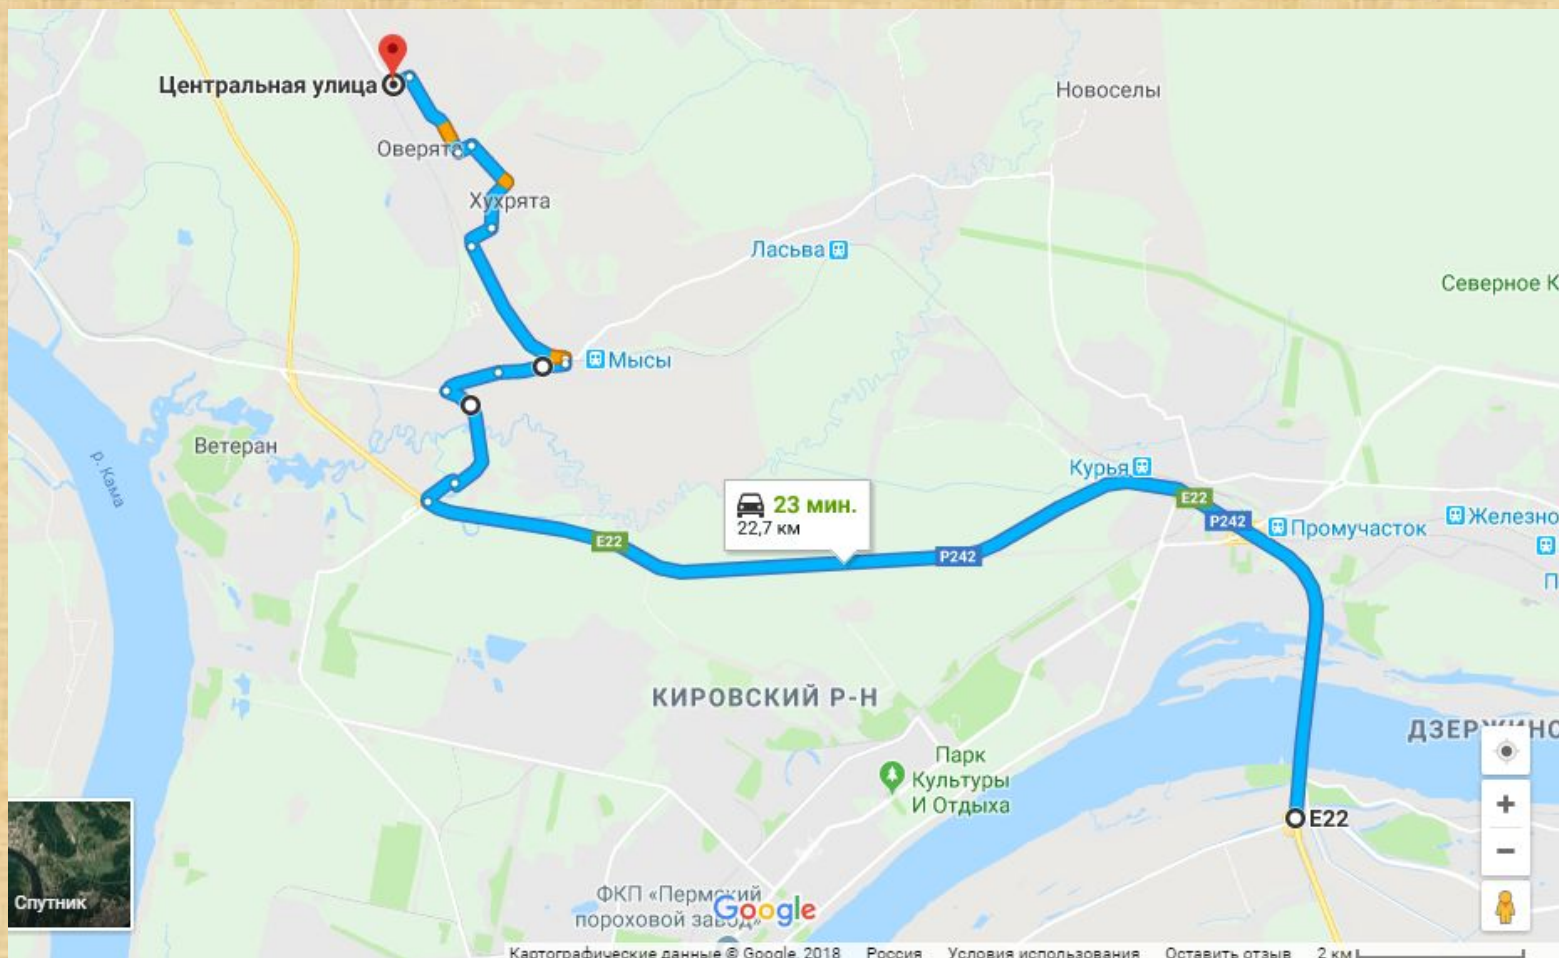 Центральная улица
Новоселы
Оверята
Хухрята
Ласьва
Северное К
Мысы
Ветеран
р. Кама
Курья
23 мин.
22,7 км
E22
P242
E22
P242
Промучасток
Железно
П
КИРОВСКИЙ Р-Н
ДЗЕРЖИНС
Парк
Культуры
И Отдыха
E22
Спутник
ФКП «Пермский
пороховой завод»
Google
Картографические данные © Google, 2018 Россия Условия использования Оставить отзыв 2 км